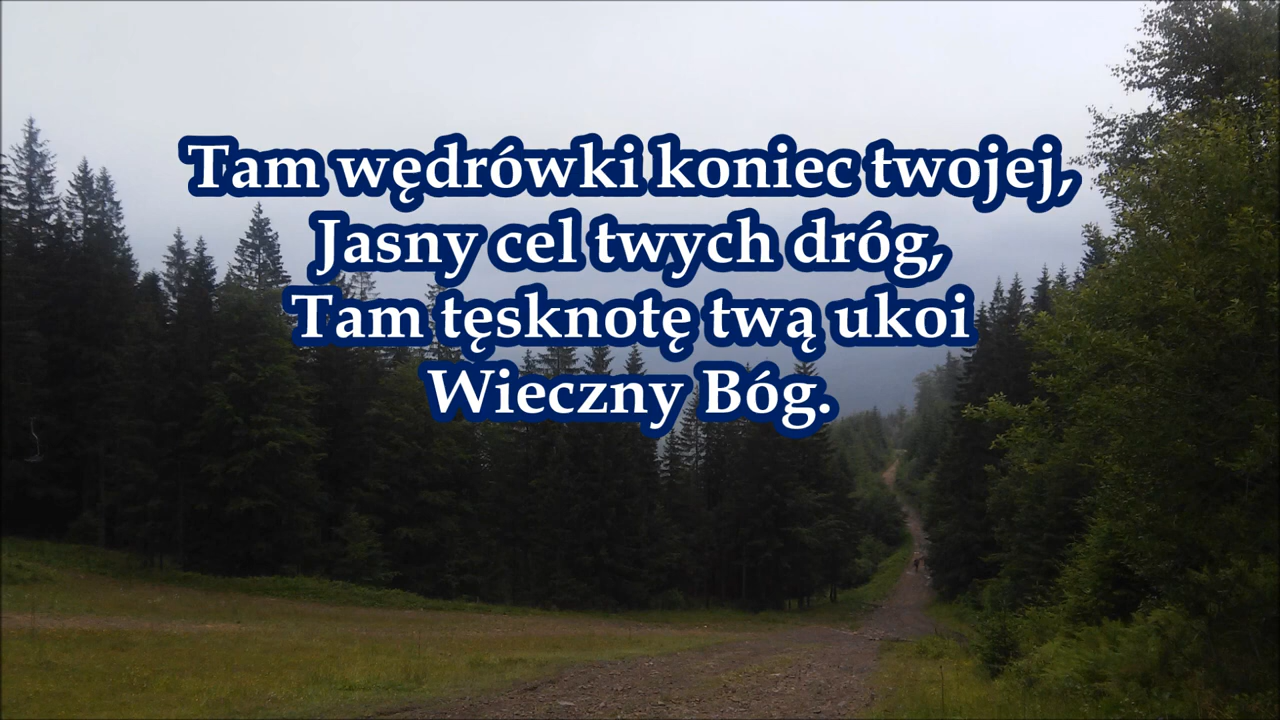 Tam wędrówki koniec twojej,
Jasny cel twych dróg,
Tam tęsknotę twą ukoi
Wieczny Bóg.